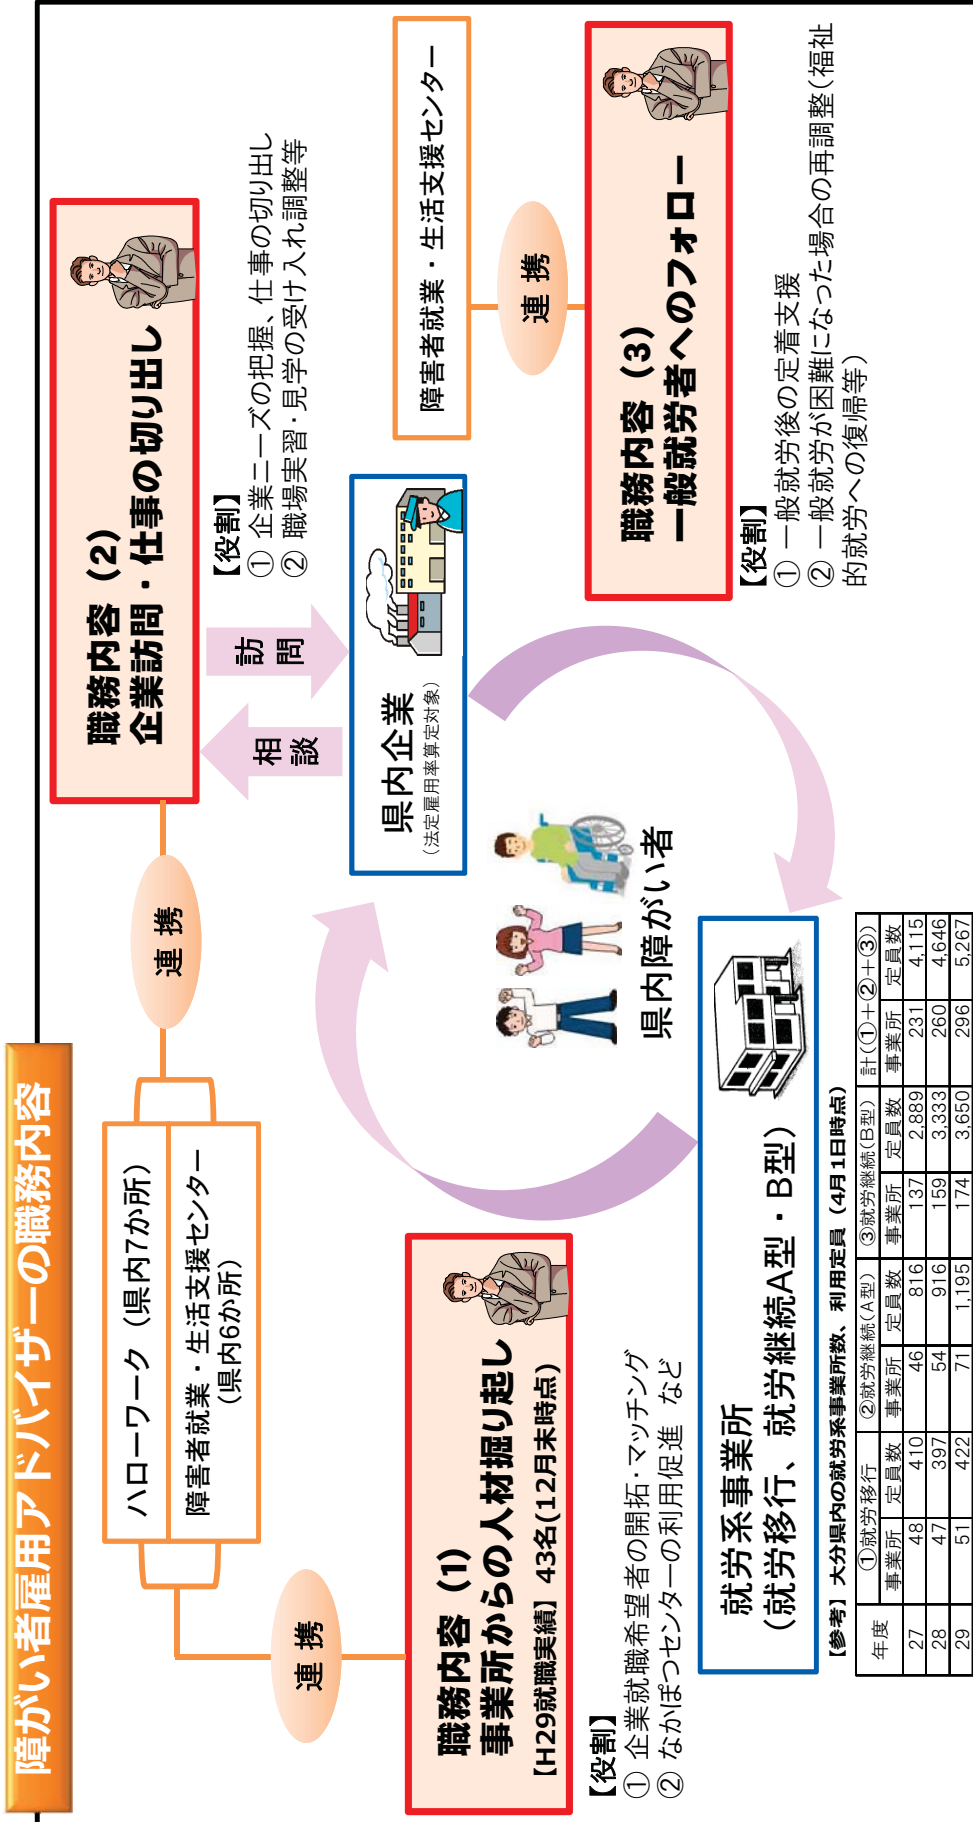 障がい者雇用アドバイザーの職務内容
ハローワーク（県内7か所）
障害者就業・生活支援センター
（県内6か所）
連 携
連 携
職務内容（1）
事業所からの人材掘り起し
【H29就職実績】43名(12月末時点)
【役割】
① 企業就職希望者の開拓・マッチング
② なかぽつセンターの利用促進 など
職務内容（2）
企業訪問・仕事の切り出し
【役割】
① 企業ニーズの把握、仕事の切り出し
② 職場実習・見学の受け入れ調整等
相談
訪問
県内企業
（法定雇用率算定対象）
県内障がい者
障害者就業・生活支援センター
連 携
職務内容（3）
一般就労者へのフォロー
【役割】
① 一般就労後の定着支援
② 一般就労が困難になった場合の再調整（福祉
的就労への復帰等）
就労系事業所
（就労移行、就労継続A型・B型）
【参考】大分県内の就労系事業所数、利用定員（4月1日時点）
年度 ①就労移行 ②就労継続(A型) ③就労継続(B型) 計(①+②+③)
事業所 定員数 事業所 定員数 事業所 定員数 事業所 定員数
27 48 410 46 816 137 2,889 231 4,115
28 47 397 54 916 159 3,333 260 4,646
29 51 422 71 1,195 174 3,650 296 5,267